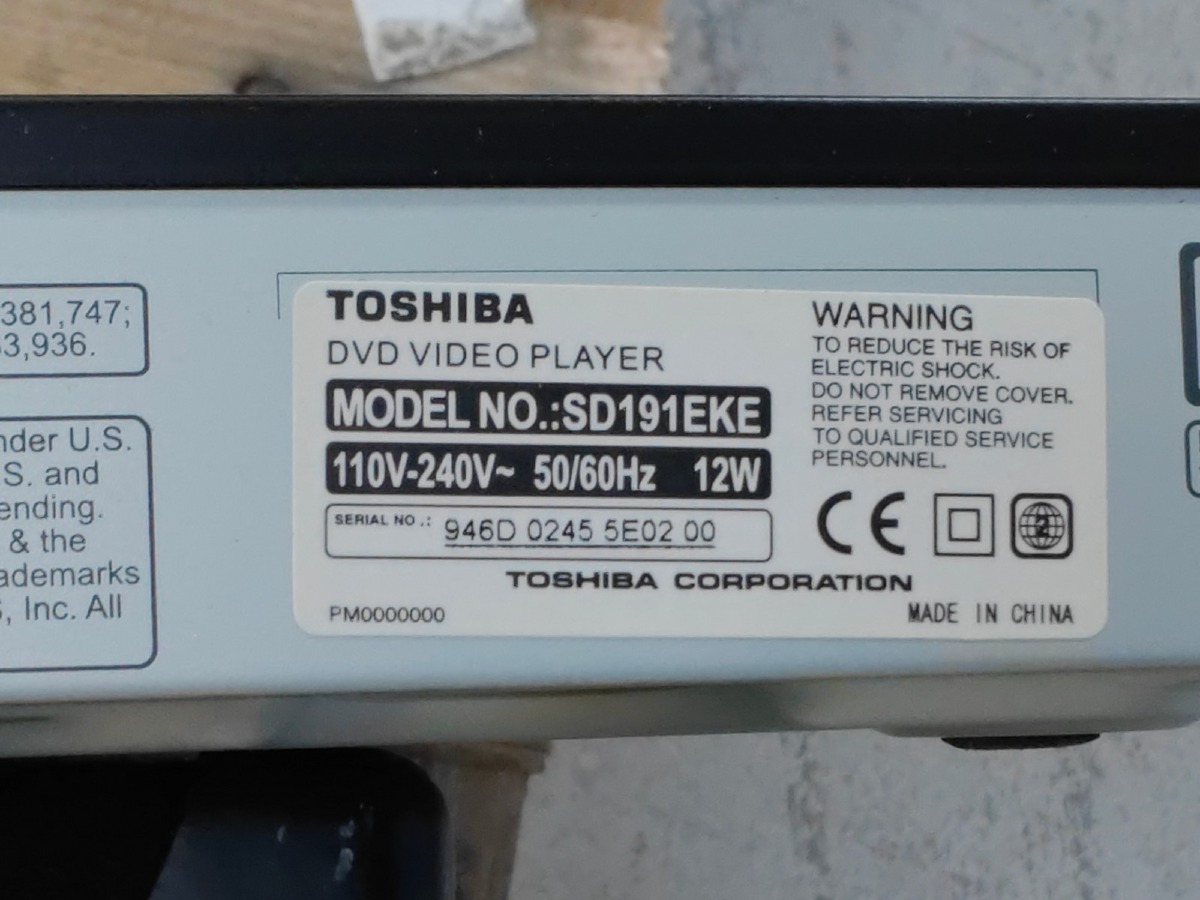 381,747;
3,936.
nder U.S.
S. and
ending.
& the
ademarks
, Inc. All
TOSHIBA
DVD VIDEO PLAYER
MODEL NO.:SD191EKE
110V-240V~ 50/60Hz 12W
SERIAL NO.: 946D 0245 5E02 00
WARNING
TO REDUCE THE RISK OF
ELECTRIC SHOCK.
DO NOT REMOVE COVER.
REFER SERVICING
TO QUALIFIED SERVICE
PERSONNEL.
CE
2
TOSHIBA CORPORATION
PM0000000
MADE IN CHINA